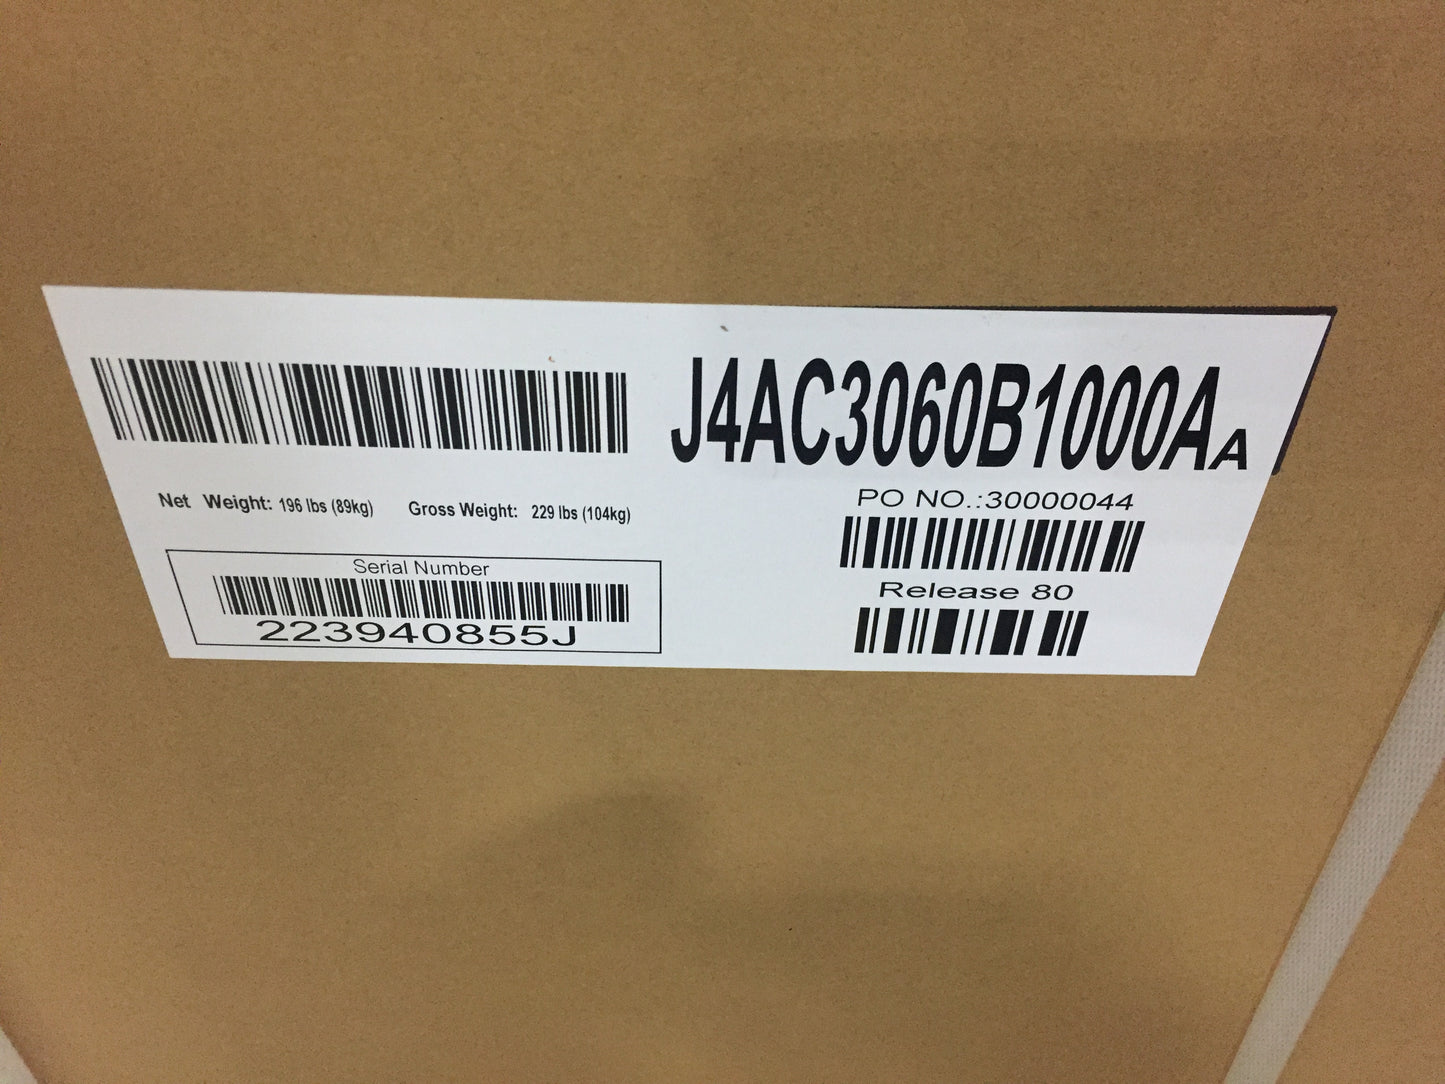 J4AC3060B1000AA
Net Weight: 196 lbs (89kg) Gross Weight: 229 lbs (104kg)
PO NO.:30000044
Serial Number
223940855J
Release 80